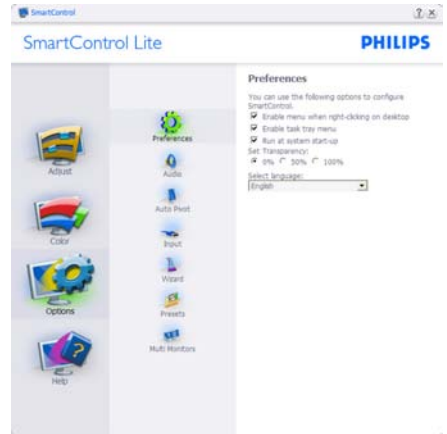 SmartControl
SmartControl Lite
PHILIPS
Adjust
Color
Options
Help
Preferences
Audio
Auto Pivot
Input
Wizard
Presets
Multi Monitors
Preferences
You can use the following options to configure
SmartControl.
Enable menu when right-clicking on desktop
Enable task tray menu
Run at system start-up
Set Transparency:
0% 50% 100%
Select language:
English